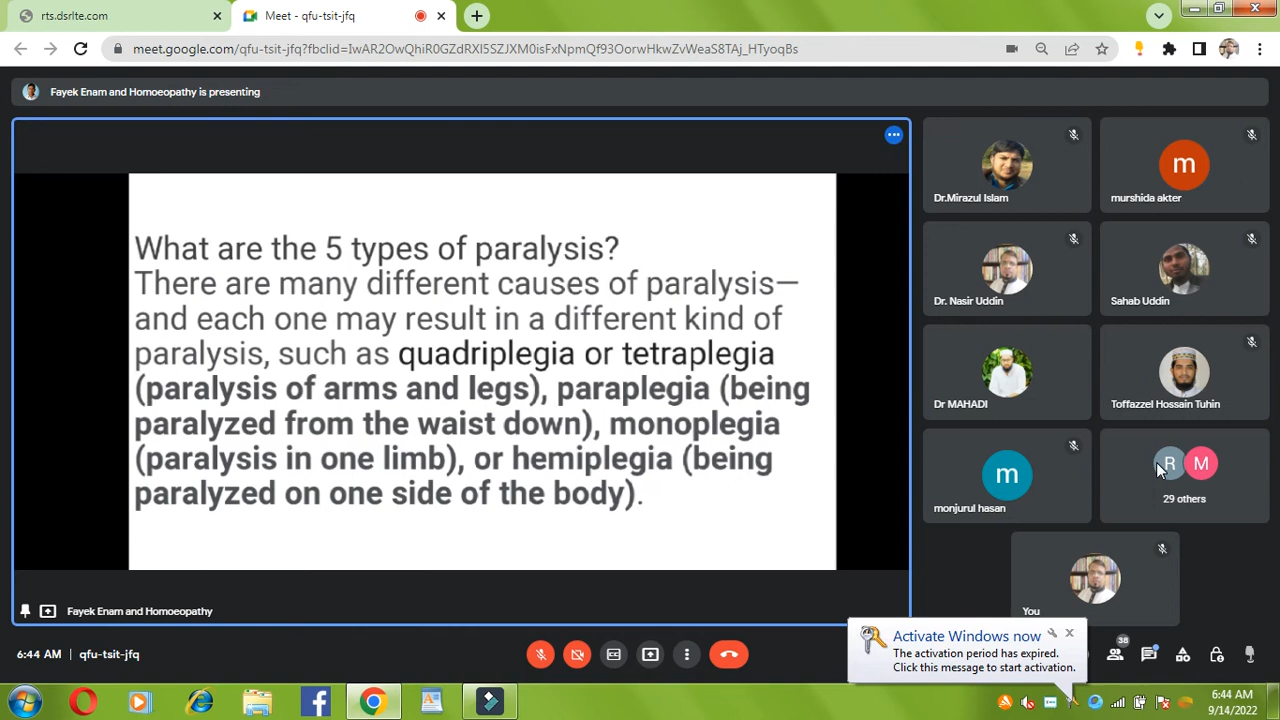 rts.dsrlte.com
Meet - qfu-tsit-jfq
meet.google.com/qfu-tsit-jfq?fbclid=IwAR2OwQhiR0GZdRXI5SZJXM0isFxNpmQf93OorwHkwZvWeaS8TAj_HTyoqBs
Fayek Enam and Homoeopathy is presenting
What are the 5 types of paralysis?
There are many different causes of paralysis—
and each one may result in a different kind of
paralysis, such as quadriplegia or tetraplegia
(paralysis of arms and legs), paraplegia (being
paralyzed from the waist down), monoplegia
(paralysis in one limb), or hemiplegia (being
paralyzed on one side of the body).
Fayek Enam and Homoeopathy
Dr.Mirazul Islam
m
murshida akter
Dr. Nasir Uddin
Sahab Uddin
Dr MAHADI
Toffazzel Hossain Tuhin
m
monjurul hasan
R
M
29 others
You
Activate Windows now
The activation period has expired.
Click this message to start activation.
6:44 AM | qfu-tsit-jfq
38
6:44 AM
9/14/2022